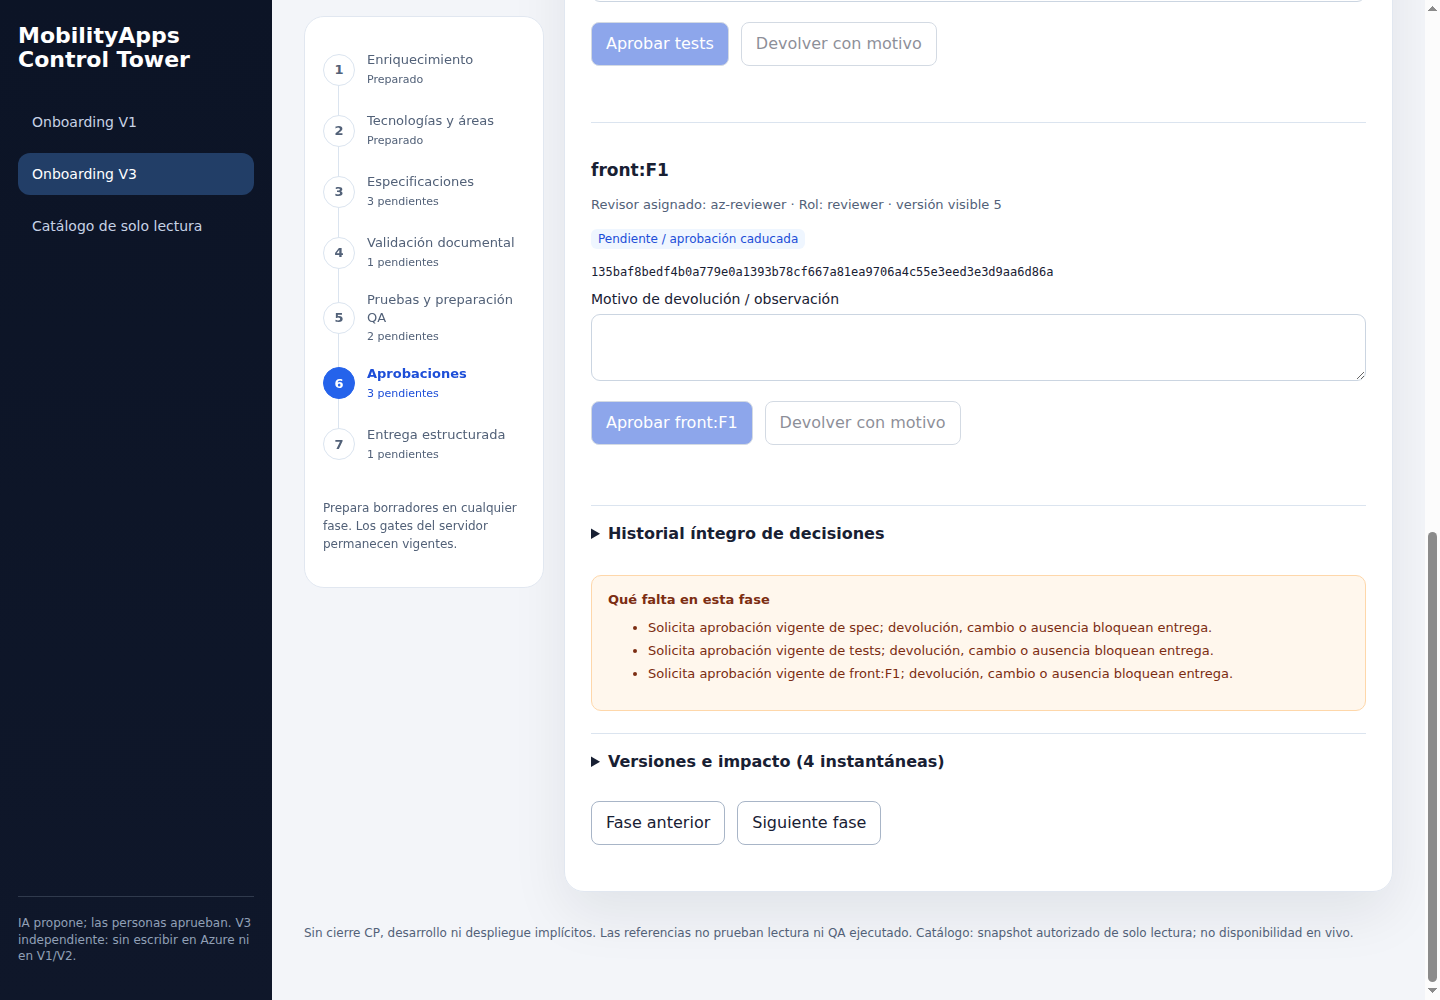 MobilityApps
Control Tower
Onboarding V1
Onboarding V3
Catálogo de solo lectura
IA propone; las personas aprueban. V3
independiente: sin escribir en Azure ni
en V1/V2.
1
Enriquecimiento
Preparado
2
Tecnologías y áreas
Preparado
3
Especificaciones
3 pendientes
4
Validación documental
1 pendientes
5
Pruebas y preparación
QA
2 pendientes
6
Aprobaciones
3 pendientes
7
Entrega estructurada
1 pendientes
Prepara borradores en cualquier
fase. Los gates del servidor
permanecen vigentes.
Aprobar tests
Devolver con motivo
front:F1
Revisor asignado: az-reviewer · Rol: reviewer · versión visible 5
Pendiente / aprobación caducada
135baf8bedf4b0a779e0a1393b78cf667a81ea9706a4c55e3eed3e3d9aa6d86a
Motivo de devolución / observación
Aprobar front:F1
Devolver con motivo
Historial íntegro de decisiones
Qué falta en esta fase
• Solicita aprobación vigente de spec; devolución, cambio o ausencia bloquean entrega.
• Solicita aprobación vigente de tests; devolución, cambio o ausencia bloquean entrega.
• Solicita aprobación vigente de front:F1; devolución, cambio o ausencia bloquean entrega.
Versiones e impacto (4 instantáneas)
Fase anterior
Siguiente fase
Sin cierre CP, desarrollo ni despliegue implícitos. Las referencias no prueban lectura ni QA ejecutado. Catálogo: snapshot autorizado de solo lectura; no disponibilidad en vivo.